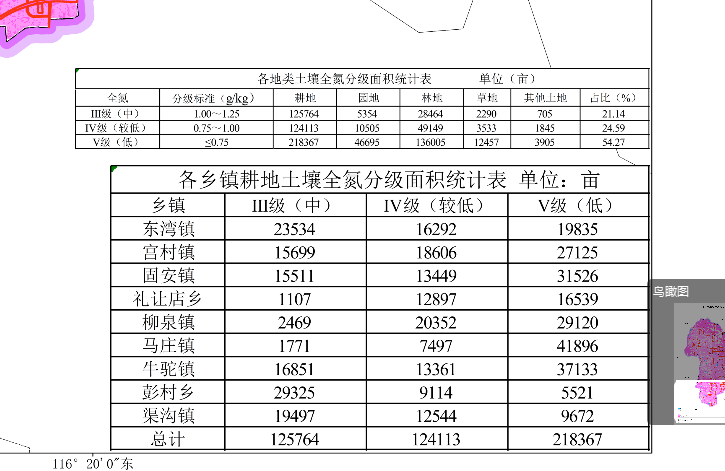 各地类土壤全氮分级面积统计表 单位（亩）
全氮 分级标准（g/kg） 耕地 园地 林地 草地 其他土地 占比（%）
III级（中） 1.00～1.25 125764 5354 28464 2290 705 21.14
IV级（较低） 0.75～1.00 124113 10505 49149 3533 1845 24.59
V级（低） ≤0.75 218367 46695 136005 12457 3905 54.27
各乡镇耕地土壤全氮分级面积统计表 单位：亩
乡镇 III级（中） IV级（较低） V级（低）
东湾镇 23534 16292 19835
宫村镇 15699 18606 27125
固安镇 15511 13449 31526
礼让店乡 1107 12897 16539
柳泉镇 2469 20352 29120
马庄镇 1771 7497 41896
牛驼镇 16851 13361 37133
彭村乡 29325 9114 5521
渠沟镇 19497 12544 9672
总计 125764 124113 218367
鸟瞰图
116° 20′0″东